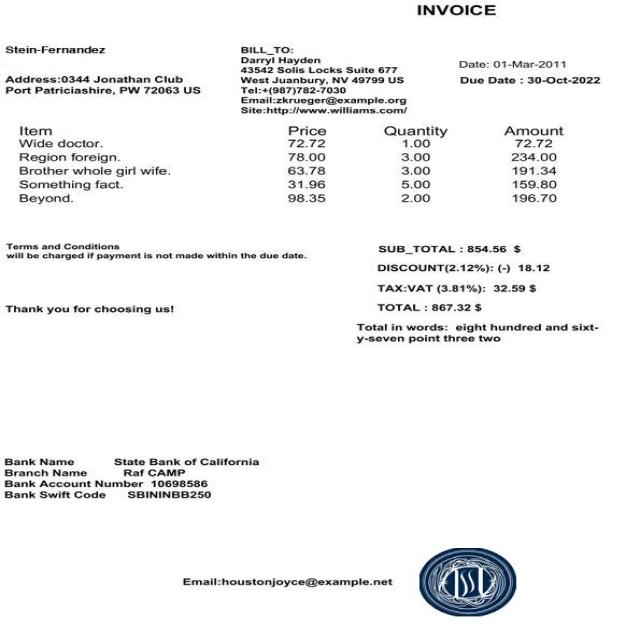 INVOICE
Stein-Fernandez
Address:0344 Jonathan Club
Port Patriciashire, PW 72063 US
BILL_TO:
Darryl Hayden
43542 Solis Locks Suite 677
West Juanbury, NV 49799 US
Tel:+(987)782-7030
Email:zkrueger@example.org
Site:http://www.williams.com/
Date: 01-Mar-2011
Due Date : 30-Oct-2022
Item Price Quantity Amount
Wide doctor. 72.72 1.00 72.72
Region foreign. 78.00 3.00 234.00
Brother whole girl wife. 63.78 3.00 191.34
Something fact. 31.96 5.00 159.80
Beyond. 98.35 2.00 196.70
Terms and Conditions
will be charged if payment is not made within the due date.
SUB_TOTAL : 854.56 $
DISCOUNT(2.12%): (-) 18.12
TAX:VAT (3.81%): 32.59 $
TOTAL : 867.32 $
Thank you for choosing us!
Total in words: eight hundred and sixt-
y-seven point three two
Bank Name State Bank of California
Branch Name Raf CAMP
Bank Account Number 10698586
Bank Swift Code SBININBB250
Email:houstonjoyce@example.net